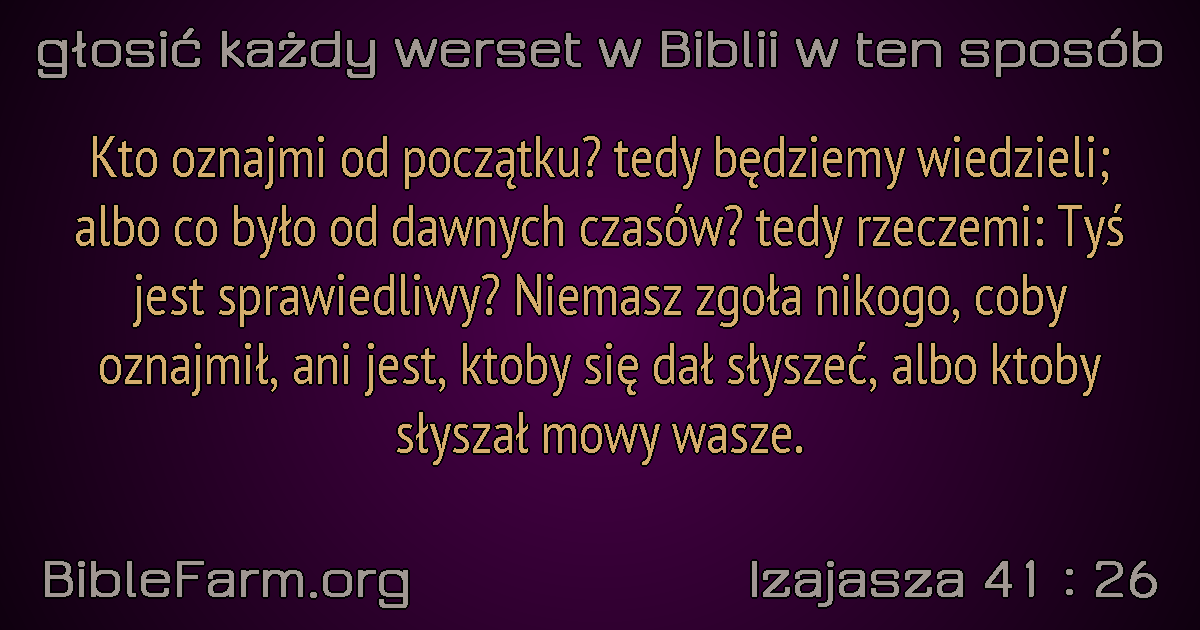 głosić każdy werset w Biblii w ten sposób
Kto oznajmi od początku? tedy będziemy wiedzieli;
albo co było od dawnych czasów? tedy rzeczemi: Tyś
jest sprawiedliwy? Niemasz zgoła nikogo, coby
oznajmił, ani jest, ktoby się dał słyszeć, albo ktoby
słyszał mowy wasze.
BibleFarm.org
Izajasza 41 : 26